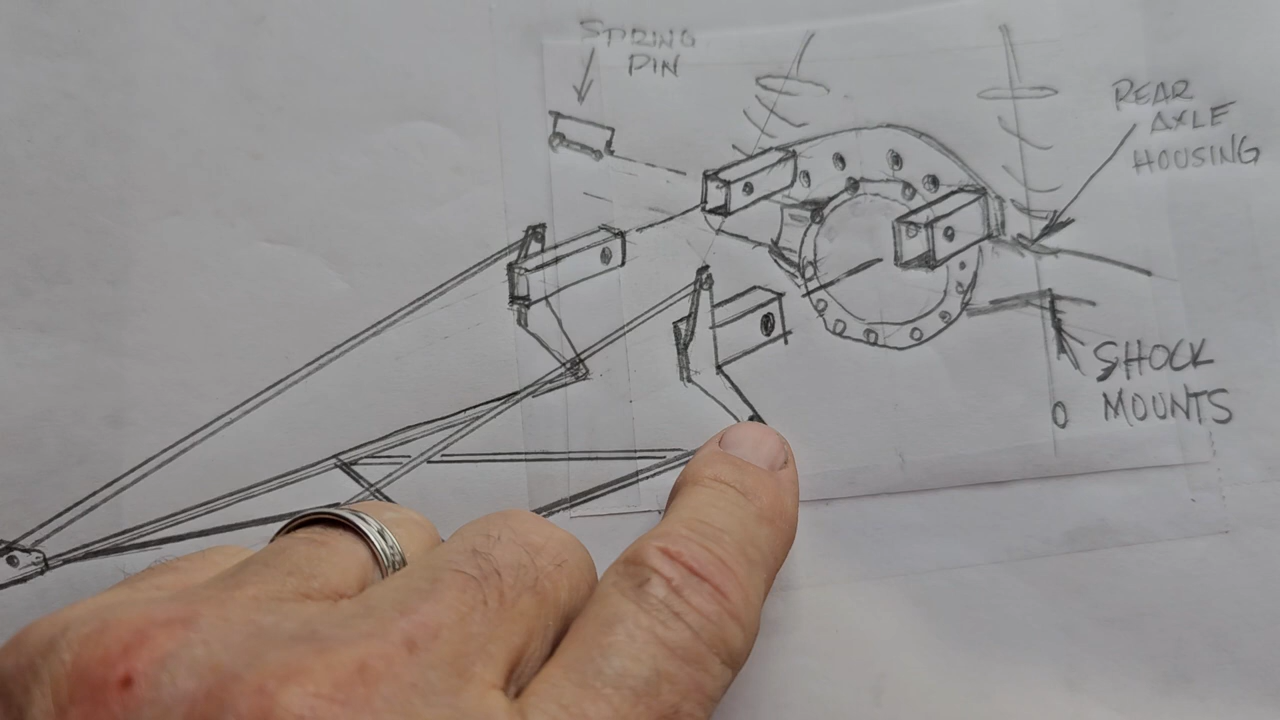 SPRING
PIN
REAR
AXLE
HOUSING
SHOCK
MOUNTS